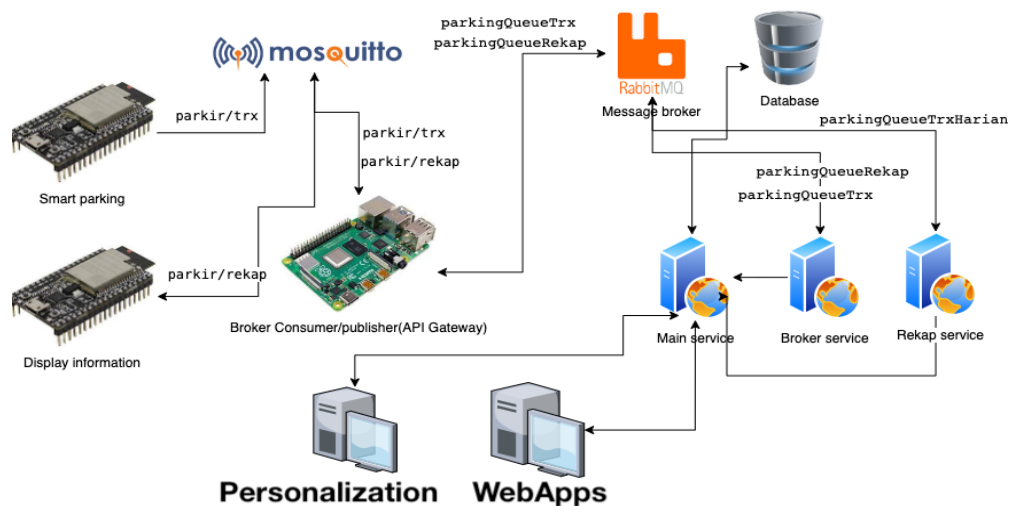 parkingQueueTrx
parkingQueueRekap
mosquitto
RabbitMQ
Message broker
Database
parkir/trx
parkir/trx
parkir/rekap
parkingQueueTrxHarian
parkingQueueRekap
parkingQueueTrx
Smart parking
parkir/rekap
Broker Consumer/publisher(API Gateway)
Main service
Broker service
Rekap service
Display information
Personalization
WebApps